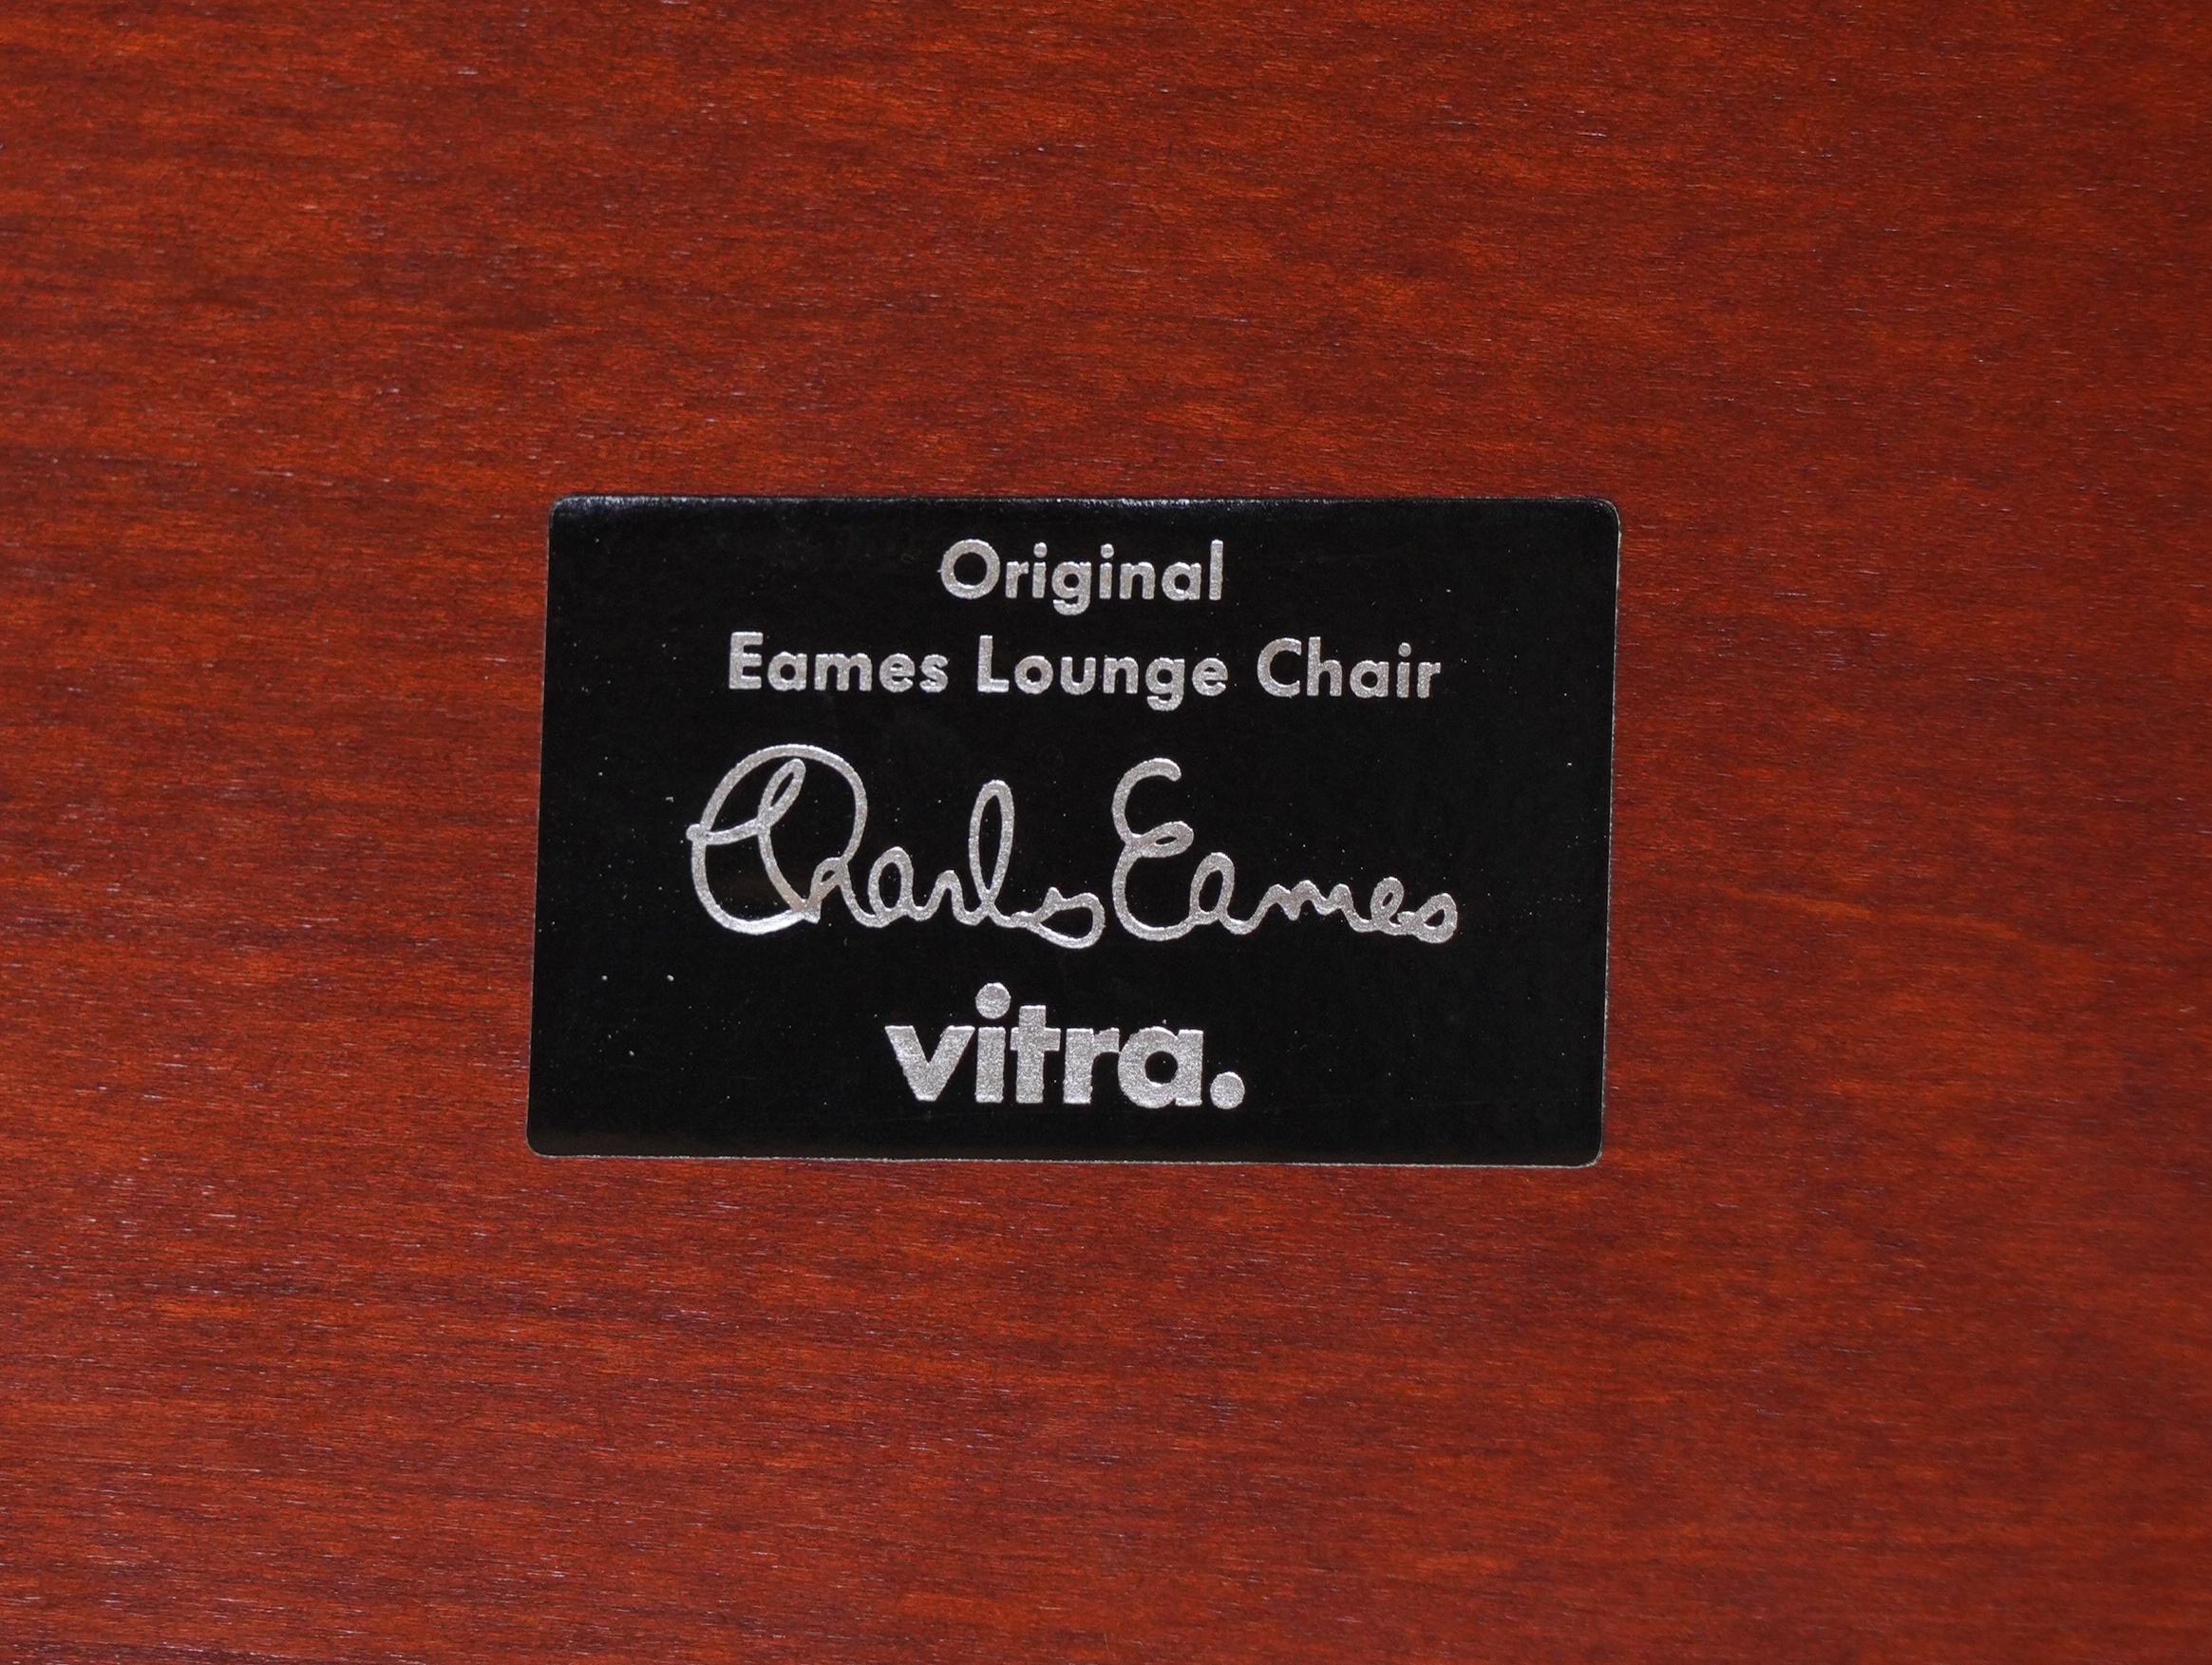 Original
Eames Lounge Chair
Charles Eames
vitra.